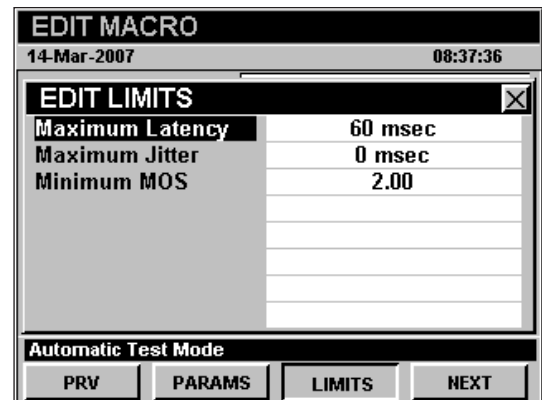 EDIT MACRO
14-Mar-2007 08:37:36
EDIT LIMITS
Maximum Latency 60 msec
Maximum Jitter 0 msec
Minimum MOS 2.00
Automatic Test Mode
PRV PARAMS LIMITS NEXT